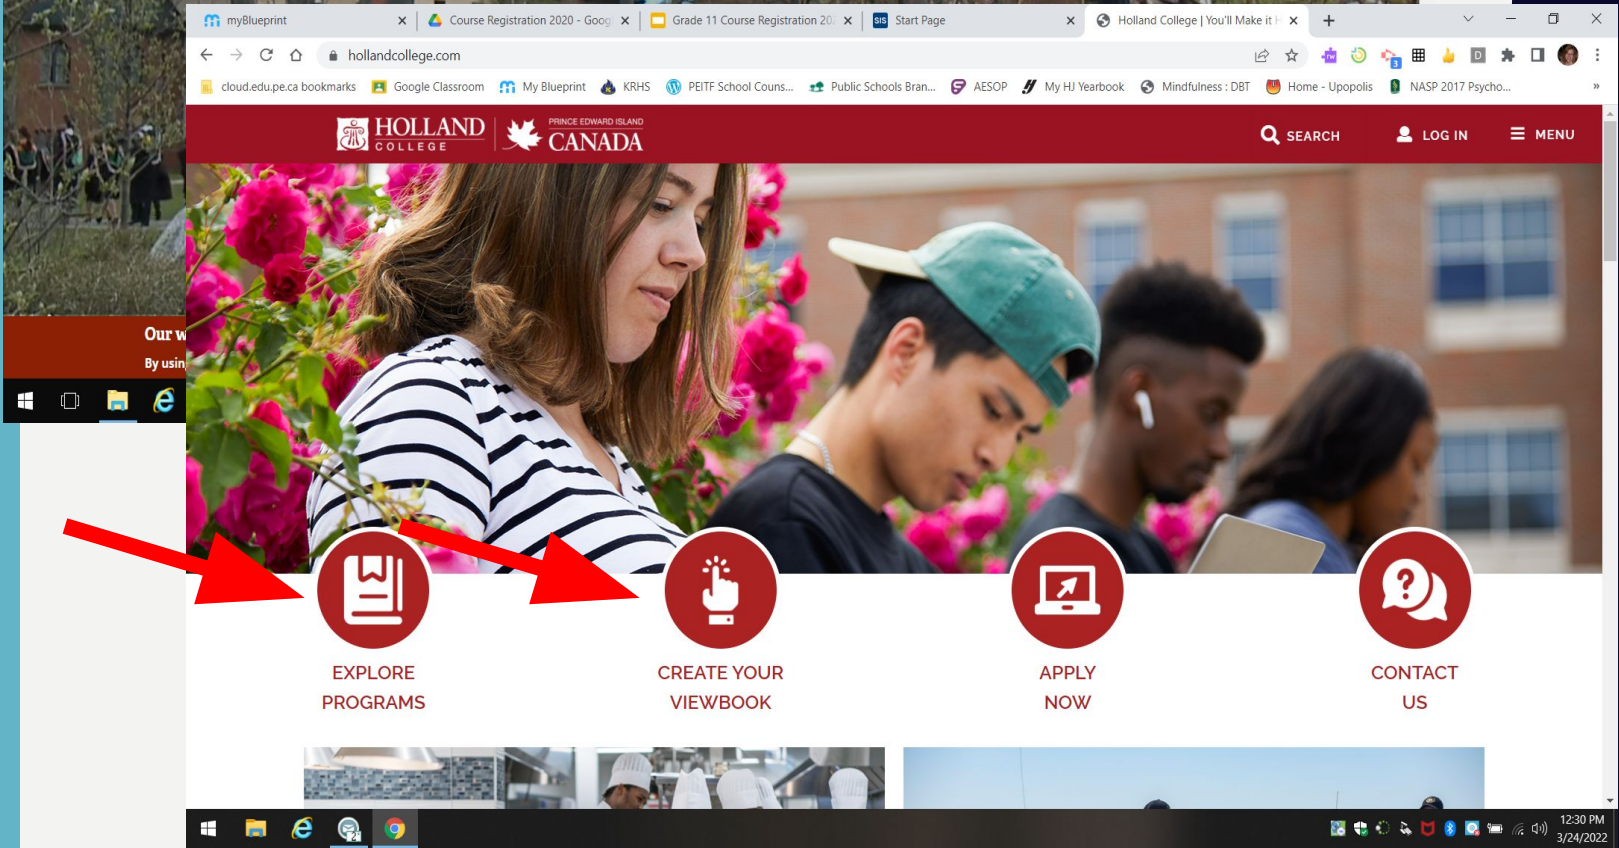 myBlueprint
Course Registration 2020 - Goog
Grade 11 Course Registration 20
SIS Start Page
Holland College | You'll Make it H
hollandcollege.com
3
cloud.edu.pe.ca bookmarks
Google Classroom
My Blueprint
KRHS
PEITF School Couns...
Public Schools Bran...
AESOP
My HJ Yearbook
Mindfulness : DBT
Home - Upopolis
NASP 2017 Psycho...
»
HOLLAND
COLLEGE
PRINCE EDWARD ISLAND
CANADA
SEARCH
LOG IN
MENU
Our w
By usin
EXPLORE
PROGRAMS
CREATE YOUR
VIEWBOOK
APPLY
NOW
CONTACT
US
12:30 PM
3/24/2022